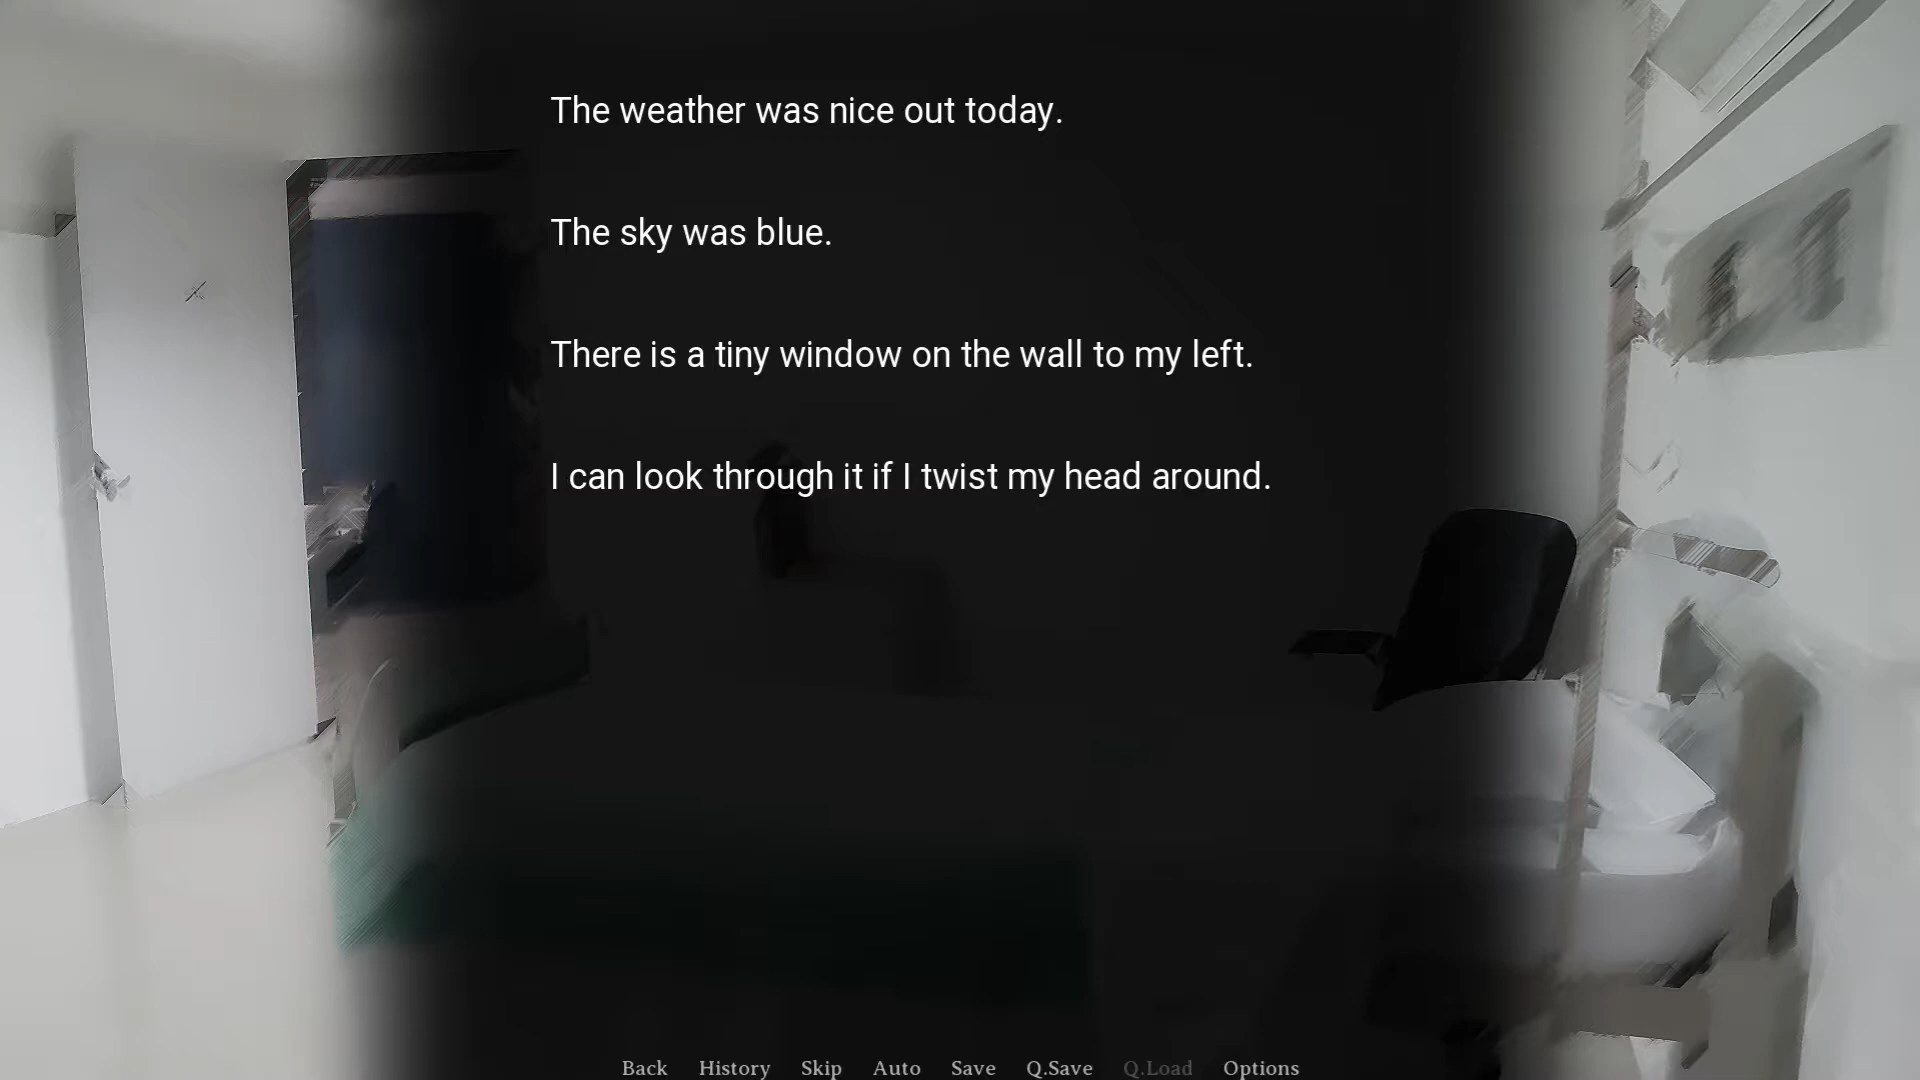 The weather was nice out today.
The sky was blue.
There is a tiny window on the wall to my left.
I can look through it if I twist my head around.
Back History Skip Auto Save Q.Save Q.Load Options